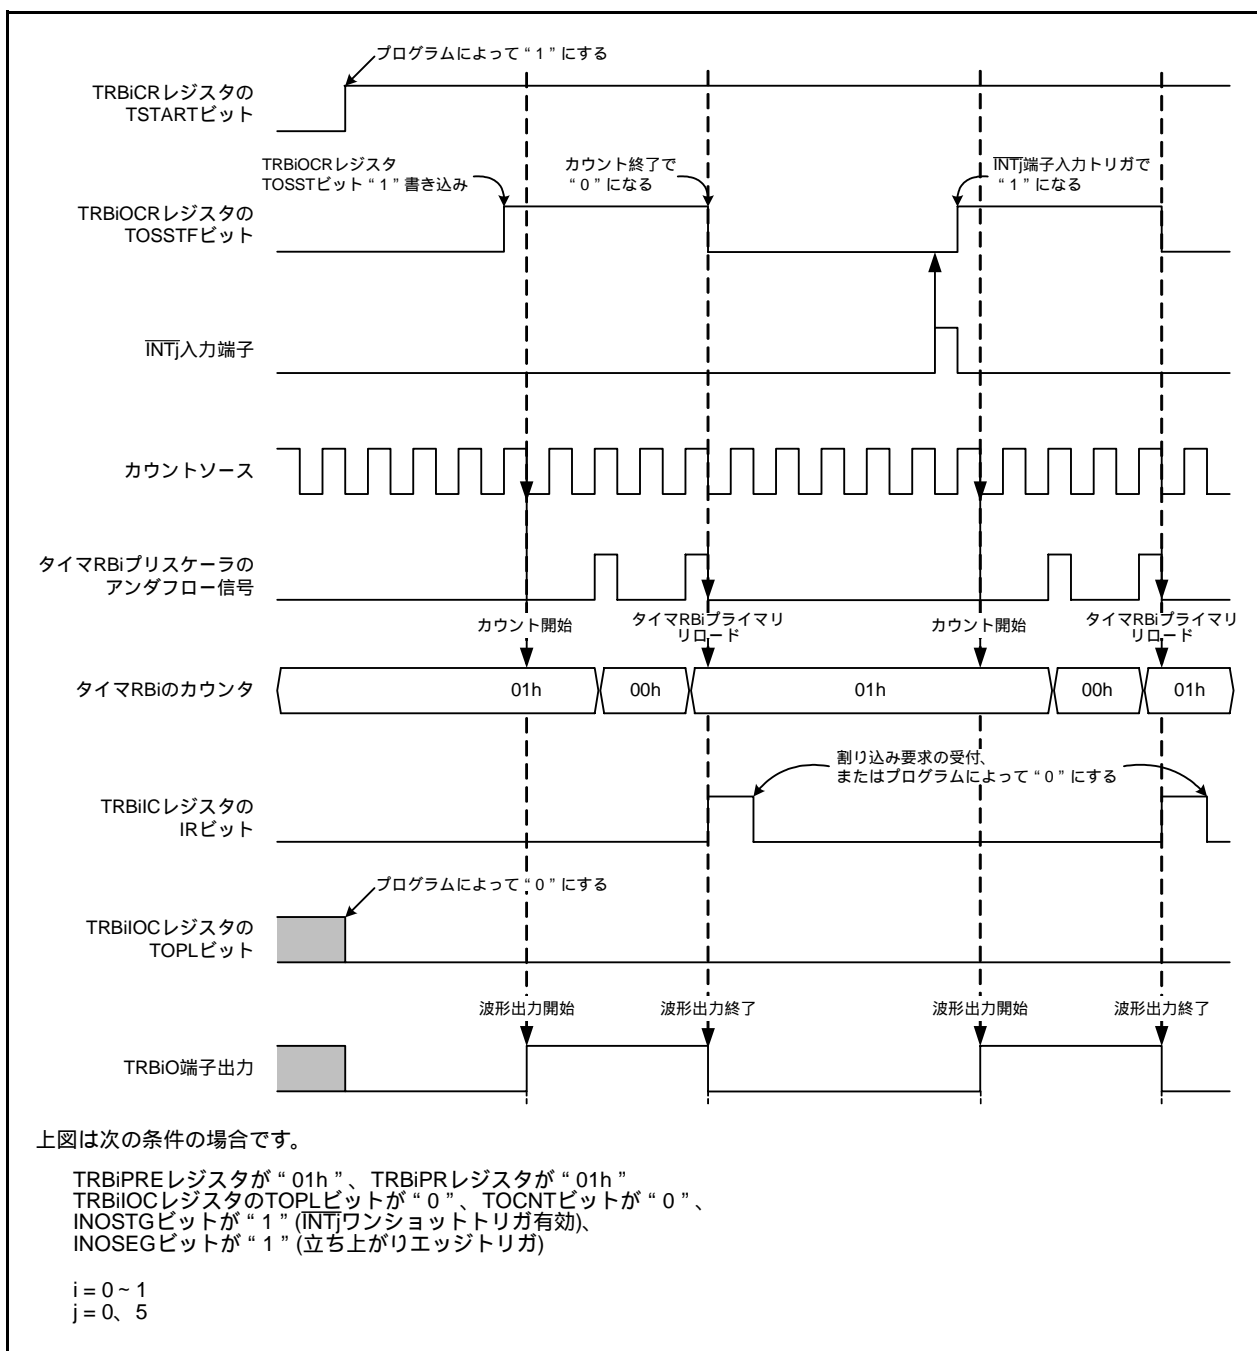 プログラムによって“1”にする
TRBiCRレジスタの
TSTARTビット
TRBiOCRレジスタ
TOSSTビット“1”書き込み
カウント終了で
“0”になる
INTj端子入力トリガで
“1”になる
TRBiOCRレジスタの
TOSSTFビット
INTj入力端子
カウントソース
タイマRBiプリスケーラの
アンダフロー信号
カウント開始
タイマRBiプライマリ
リロード
カウント開始
タイマRBiプライマリ
リロード
タイマRBiのカウンタ
01h
00h
01h
00h
01h
割り込み要求の受付、
またはプログラムによって“0”にする
TRBiICレジスタの
IRビット
プログラムによって“0”にする
TRBiIOCレジスタの
TOPLビット
波形出力開始
波形出力終了
波形出力開始
波形出力終了
TRBiO端子出力
上図は次の条件の場合です。
TRBiPREレジスタが“01h”、TRBiPRレジスタが“01h”
TRBiIOCレジスタのTOPLビットが“0”、TOCNTビットが“0”、
INOSTGビットが“1”(INTjワンショットトリガ有効)、
INOSEGビットが“1”(立ち上がりエッジトリガ)
i = 0 ~ 1
j = 0、5